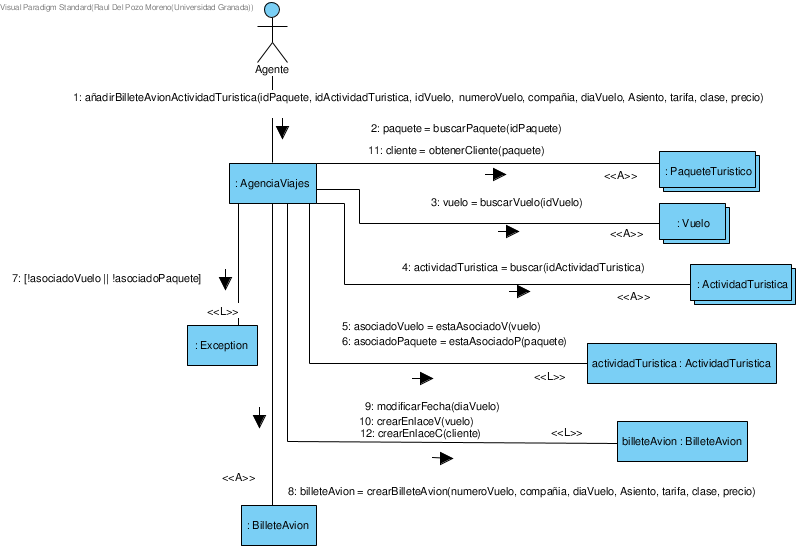 Visual Paradigm Standard(Raul Del Pozo Moreno(Universidad Granada))
Agente
1: añadirBilleteAvionActividadTuristica(idPaquete, idActividadTuristica, idVuelo, numeroVuelo, compañia, diaVuelo, Asiento, tarifa, clase, precio)
2: paquete = buscarPaquete(idPaquete)
11: cliente = obtenerCliente(paquete)
: AgenciaViajes
<<A>>
: PaqueteTuristico
3: vuelo = buscarVuelo(idVuelo)
<<A>>
: Vuelo
4: actividadTuristica = buscar(idActividadTuristica)
7: [!asociadoVuelo || !asociadoPaquete]
<<A>>
: ActividadTuristica
<<L>>
: Exception
5: asociadoVuelo = estaAsociadoV(vuelo)
6: asociadoPaquete = estaAsociadoP(paquete)
<<L>>
actividadTuristica : ActividadTuristica
9: modificarFecha(diaVuelo)
10: crearEnlaceV(vuelo)
12: crearEnlaceC(cliente)
<<L>>
billeteAvion : BilleteAvion
<<A>>
8: billeteAvion = crearBilleteAvion(numeroVuelo, compañia, diaVuelo, Asiento, tarifa, clase, precio)
: BilleteAvion